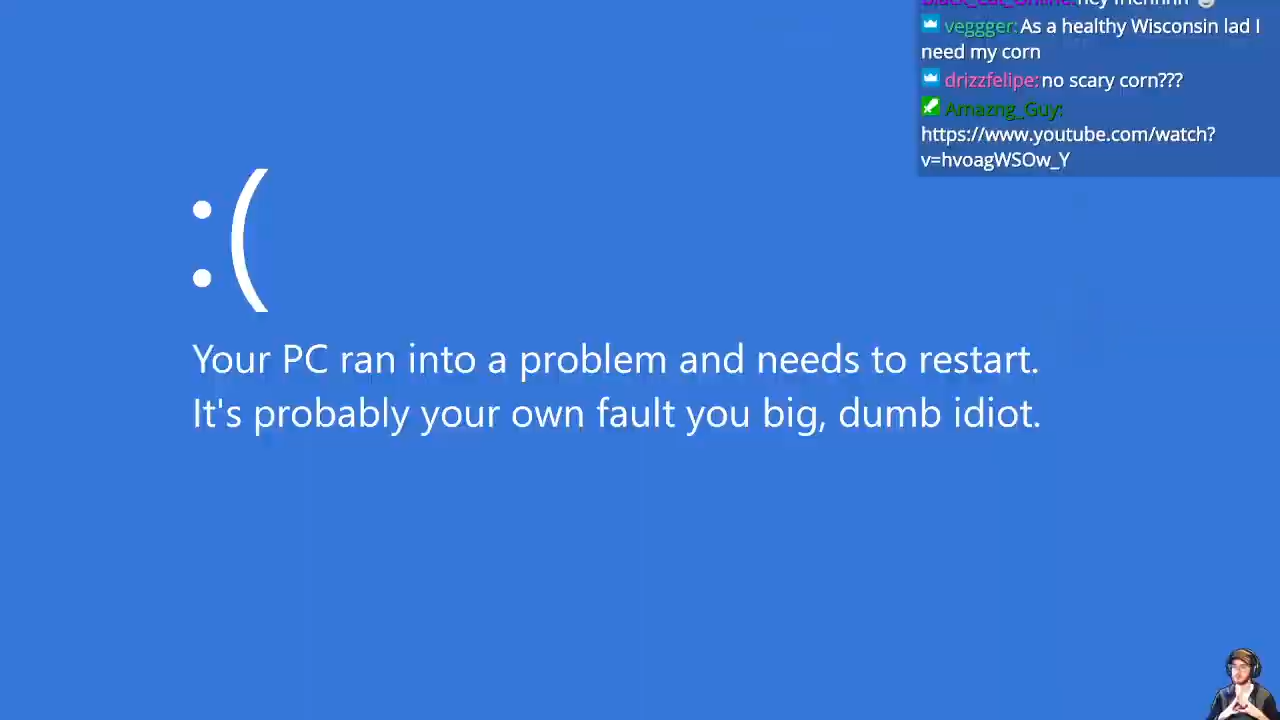 veggger: As a healthy Wisconsin lad I
need my corn
drizzfelipe: no scary corn???
Amazng_Guy:
https://www.youtube.com/watch?
v=hvoagWSOw_Y
:(
Your PC ran into a problem and needs to restart.
It's probably your own fault you big, dumb idiot.